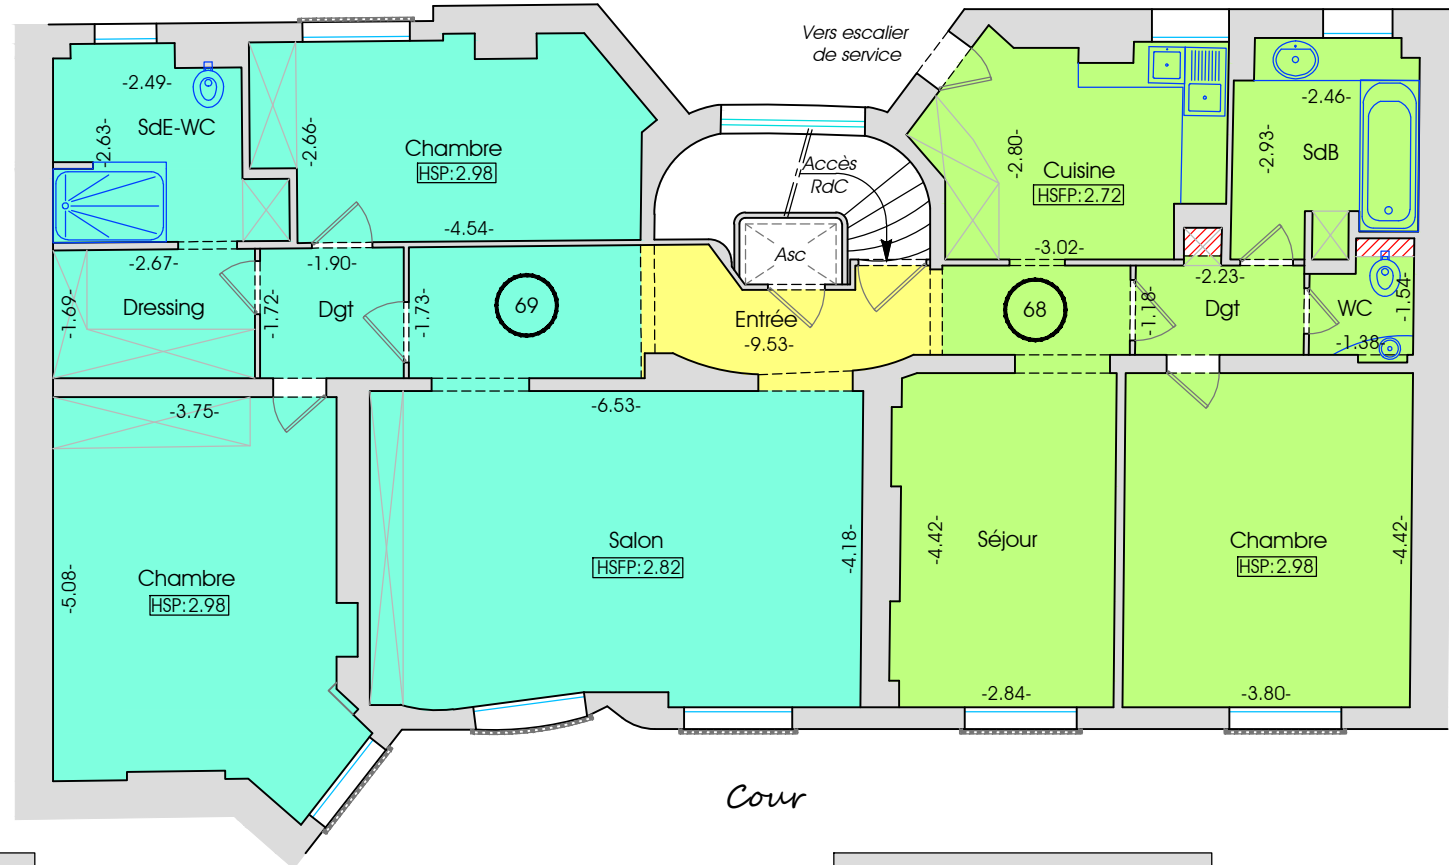 Vers escalier
de service
-2.49-
SdE-WC
-2.63-
-2.66-
Chambre
HSP:2.98
-4.54-
Accès
RdC
Asc
-2.80-
Cuisine
HSFP:2.72
-3.02-
-2.46-
-2.93-
SdB
-2.67-
-1.69-
Dressing
-1.72-
-1.90-
Dgt
-1.73-
69
Entrée
-9.53-
68
-1.18-
-2.23-
Dgt
WC
-1.54-
-1.38-
-3.75-
-5.08-
Chambre
HSP:2.98
-6.53-
Salon
HSFP:2.82
-4.18-
-4.42-
Séjour
-2.84-
Chambre
HSP:2.98
-4.42-
-3.80-
Cour